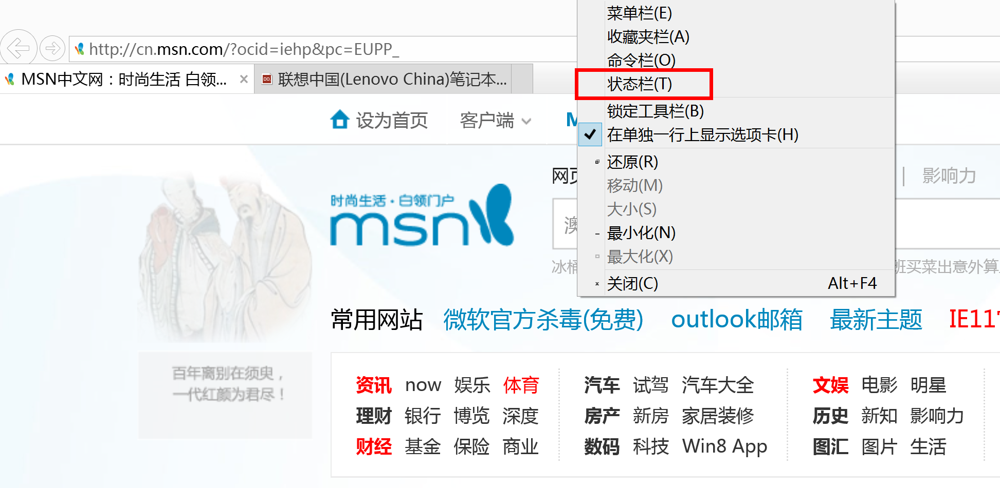 http://cn.msn.com/?ocid=iehp&pc=EUPP_
MSN中文网：时尚生活 白领...
联想中国(Lenovo China)笔记本...
菜单栏(E)
收藏夹栏(A)
命令栏(O)
状态栏(T)
锁定工具栏(B)
在单独一行上显示选项卡(H)
还原(R)
移动(M)
大小(S)
最小化(N)
最大化(X)
关闭(C) Alt+F4
设为首页 客户端
网页
影响力
时尚生活·白领门户
msn
澳
冰桶
班买菜出意外算
常用网站 微软官方杀毒(免费) outlook邮箱 最新主题 IE11
百年离别在须臾，
一代红颜为君尽！
资讯 now 娱乐 体育 汽车 试驾 汽车大全 文娱 电影 明星
理财 银行 博览 深度 房产 新房 家居装修 历史 新知 影响力
财经 基金 保险 商业 数码 科技 Win8 App 图汇 图片 生活